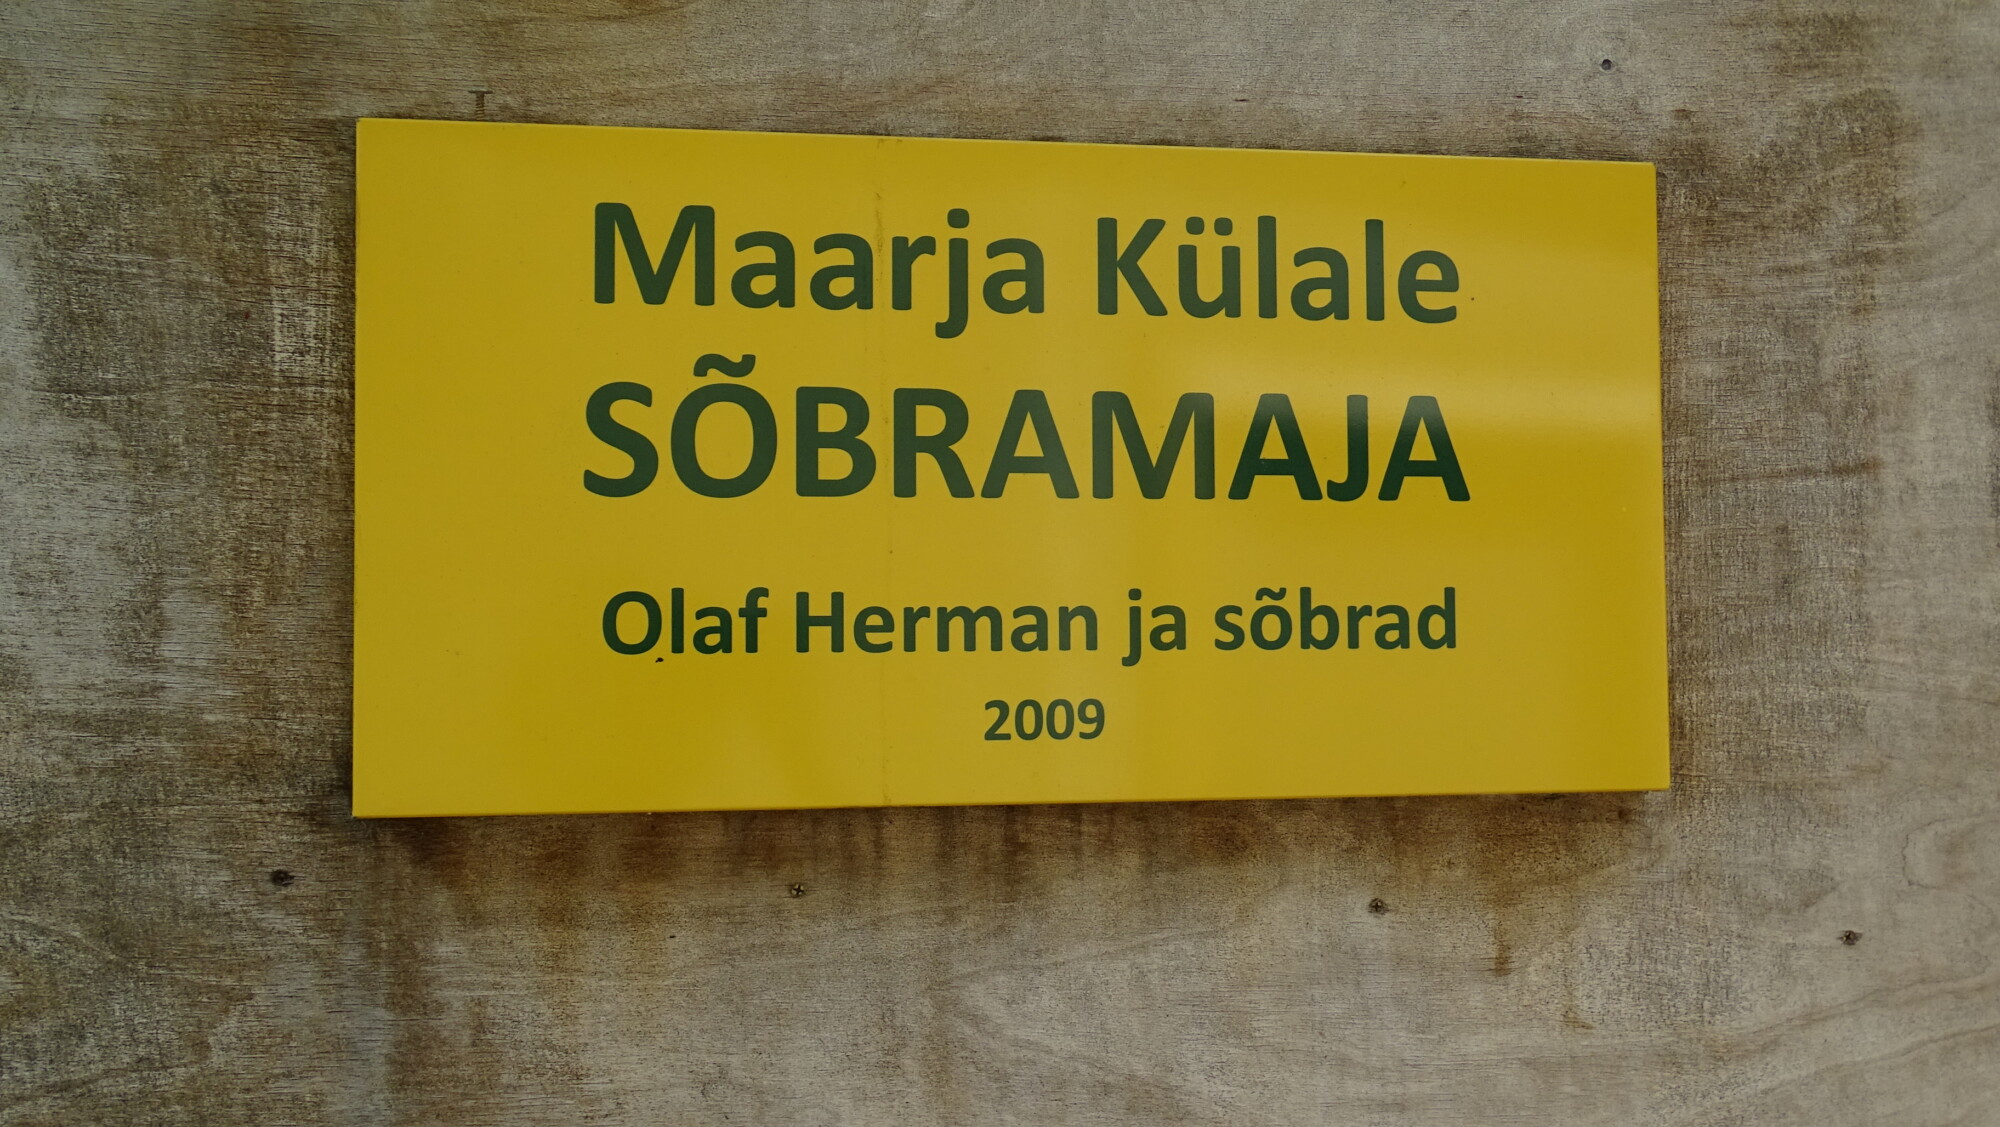 Maarja Külale
SÕBRAMAJA
Olaf Herman ja sõbrad
2009